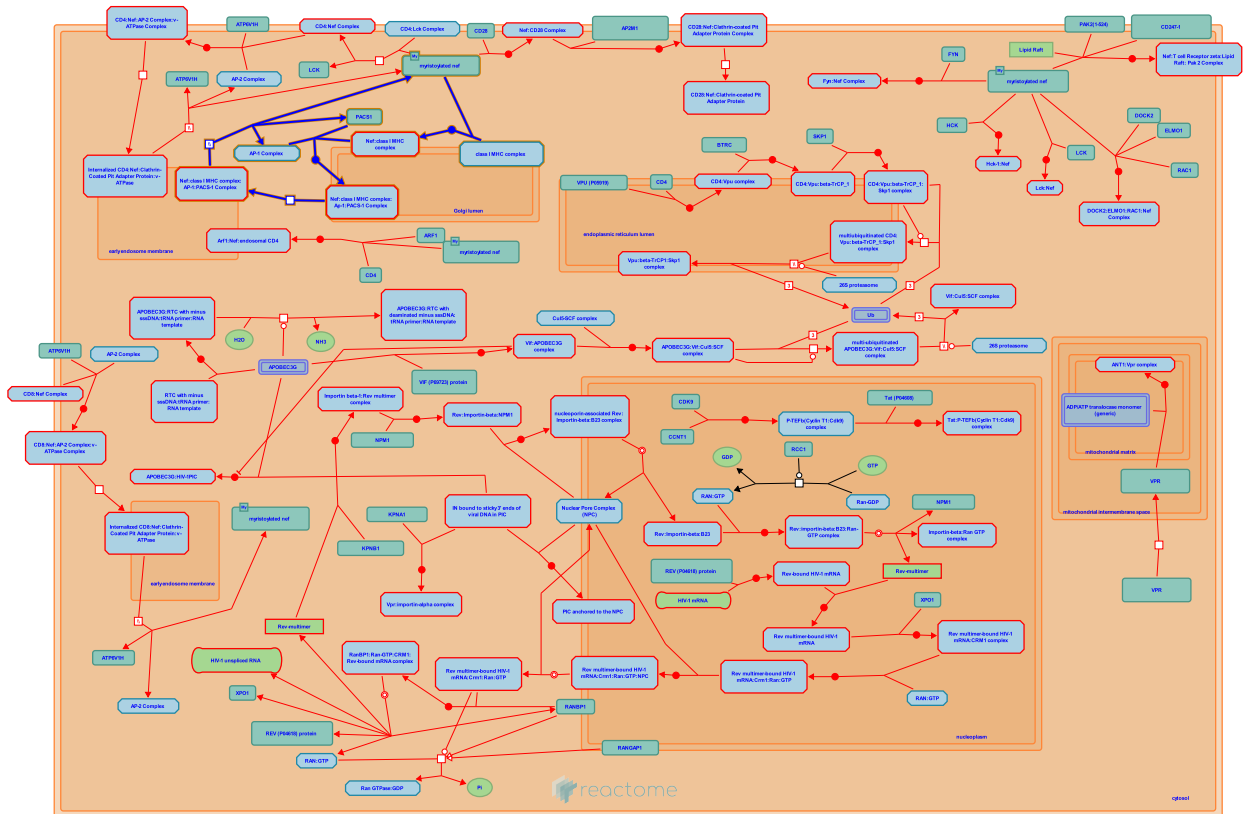 CD4:Nef:AP-2 Complex:v-
ATPase Complex
ATP6V1H
CD4:Nef Complex
CD4:Lck Complex
CD28
Nef:CD28 Complex
AP2M1
CD28:Nef:Clathrin-coated Pit
Adapter Protein Complex
PAK2(1-524)
CD247-1
LCK
My
myristoylated nef
ATP6V1H
AP-2 Complex
CD28:Nef:Clathrin-coated Pit
Adapter Protein
FYN
Lipid Raft
Nef:T cell Receptor zeta:Lipid
Raft: Pak 2 Complex
Fyn:Nef Complex
My
myristoylated nef
PACS1
AP-1 Complex
Nef:class I MHC
complex
class I MHC complex
Internalized CD4:Nef:Clathrin-
Coated Pit Adapter Protein:v-
ATPase
Nef:class I MHC complex:
AP-1:PACS-1 Complex
Nef:class I MHC complex:
Ap-1:PACS-1 Complex
Golgi lumen
early endosome membrane
BTRC
SKP1
VPU (P05919)
CD4
CD4:Vpu complex
CD4:Vpu:beta-TrCP_1
CD4:Vpu:beta-TrCP_1:
Skp1 complex
HCK
Hck-1:Nef
LCK
Lck:Nef
DOCK2
ELMO1
RAC1
DOCK2:ELMO1:RAC1:Nef
Complex
Arf1:Nef:endosomal CD4
ARF1
My
myristoylated nef
CD4
endoplasmic reticulum lumen
multiubiquitinated CD4:
Vpu:beta-TrCP_1:Skp1
complex
Vpu:beta-TrCP1:Skp1
complex
26S proteasome
Ub
Vif:Cul5:SCF complex
APOBEC3G:RTC with minus
sssDNA:tRNA primer:RNA
template
H2O
NH3
APOBEC3G:RTC with
deaminated minus sssDNA:
tRNA primer:RNA template
Cul5-SCF complex
Vif:APOBEC3G
complex
APOBEC3G:Vif:Cul5:SCF
complex
multi-ubiquitinated
APOBEC3G:Vif:Cul5:SCF
complex
26S proteasome
ATP6V1H
AP-2 Complex
CD8:Nef Complex
APOBEC3G
VIF (P69723) protein
RTC with minus
sssDNA:tRNA primer:
RNA template
ANT1:Vpr complex
ADP/ATP translocase monomer
(generic)
mitochondrial matrix
VPR
mitochondrial intermembrane space
VPR
CD8:Nef:AP-2 Complex:v-
ATPase Complex
APOBEC3G:HIV-1 PIC
Importin beta-1:Rev multimer
complex
NPM1
Rev:Importin-beta:NPM1
nucleoporin-associated Rev:
Importin-beta:B23 complex
CDK9
CCNT1
P-TEFb(Cyclin T1:Cdk9)
complex
Tat (P04608)
Tat:P-TEFb(Cyclin T1:Cdk9)
complex
GDP
RCC1
GTP
RAN:GTP
Ran-GDP
NPM1
Internalized CD8:Nef:Clathrin-
Coated Pit Adapter Protein:v-
ATPase
early endosome membrane
My
myristoylated nef
KPNB1
KPNA1
IN bound to sticky 3' ends of
viral DNA in PIC
Nuclear Pore Complex
(NPC)
Rev:Importin-beta:B23
Rev:Importin-beta:B23:Ran-
GTP complex
Importin-beta:Ran GTP
complex
REV (P04618) protein
HIV-1 mRNA
Rev-bound HIV-1 mRNA
Rev-multimer
XPO1
Vpr:importin-alpha complex
PIC anchored to the NPC
Rev multimer-bound HIV-1
mRNA
Rev multimer-bound HIV-1
mRNA:CRM1 complex
Rev-multimer
HIV-1 unspliced RNA
ATP6V1H
AP-2 Complex
XPO1
REV (P04618) protein
RAN:GTP
RanBP1:Ran-GTP:CRM1:
Rev-bound mRNA complex
Rev multimer-bound HIV-1
mRNA:Crm1:Ran:GTP
Rev multimer-bound HIV-1
mRNA:Crm1:Ran:GTP:NPC
Rev multimer-bound HIV-1
mRNA:Crm1:Ran:GTP
RAN:GTP
RANBP1
RANGAP1
nucleoplasm
Ran GTPase:GDP
Pi
reactome
cytosol